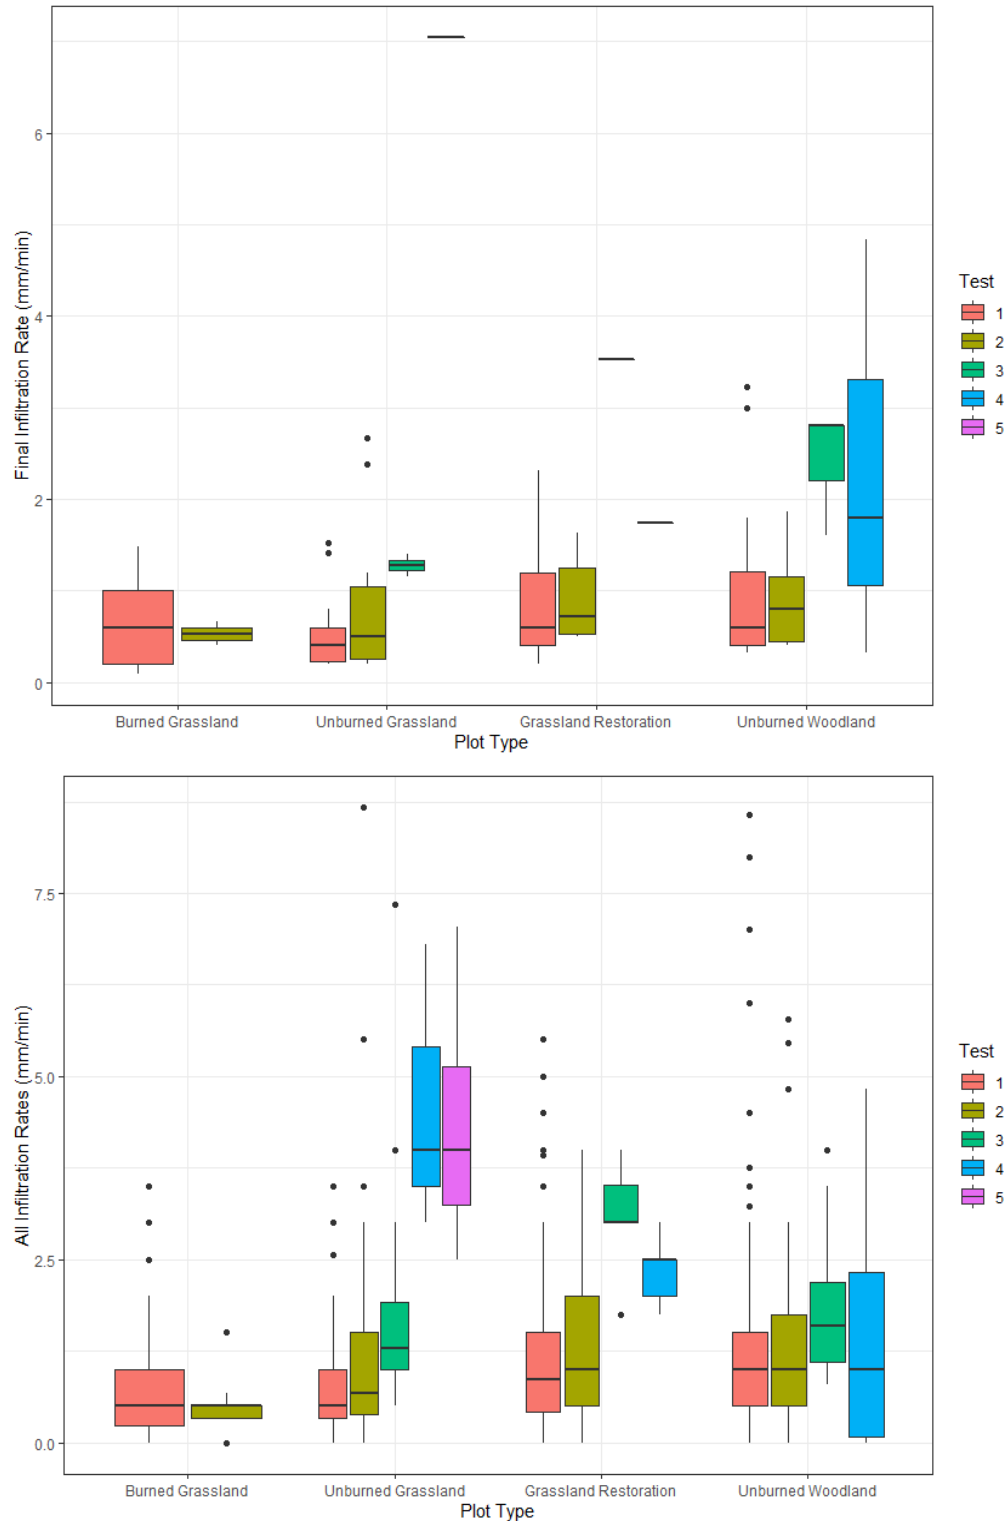 Final Infiltration Rate (mm/min)
6
4
2
0
Burned Grassland
Unburned Grassland
Grassland Restoration
Unburned Woodland
Plot Type
Test
1
2
3
4
5
All Infiltration Rates (mm/min)
7.5
5.0
2.5
0.0
Burned Grassland
Unburned Grassland
Grassland Restoration
Unburned Woodland
Plot Type
Test
1
2
3
4
5